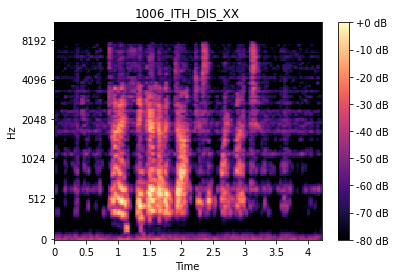 1006_ITH_DIS_XX
+0 dB
8192
-10 dB
4096
-20 dB
-30 dB
2048
-40 dB
Hz
1024
-50 dB
512
-60 dB
-70 dB
0
-80 dB
0 0.5 1 1.5 2 2.5 3 3.5 4
Time